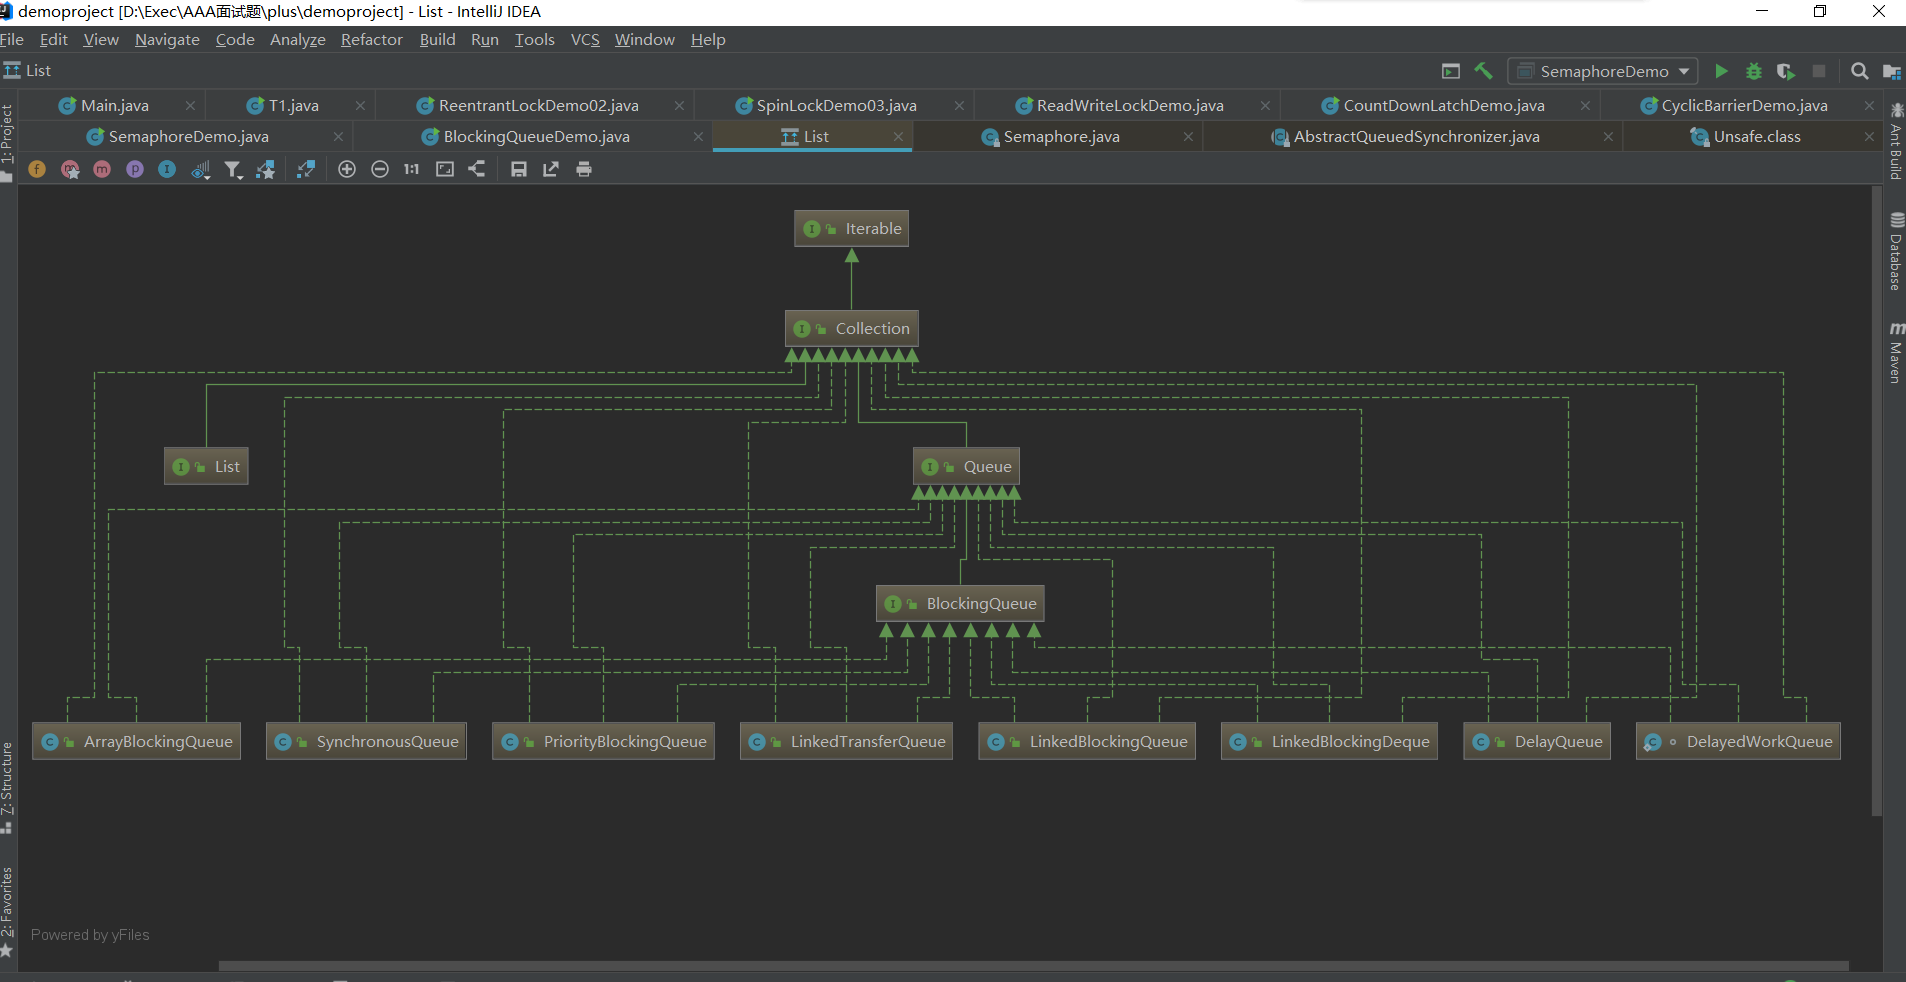 demoproject [D:\Exec\AAA面试题\plus\demoproject] - List - IntelliJ IDEA
File Edit View Navigate Code Analyze Refactor Build Run Tools VCS Window Help
List
SemaphoreDemo
Main.java T1.java ReentrantLockDemo02.java SpinLockDemo03.java ReadWriteLockDemo.java CountDownLatchDemo.java CyclicBarrierDemo.java
SemaphoreDemo.java BlockingQueueDemo.java List Semaphore.java AbstractQueuedSynchronizer.java Unsafe.class
f m m p I 1:1
1: Project
7: Structure
2: Favorites
Ant Build
Database
m Maven
I Iterable
I Collection
I List
I Queue
I BlockingQueue
C ArrayBlockingQueue C SynchronousQueue C PriorityBlockingQueue C LinkedTransferQueue C LinkedBlockingQueue C LinkedBlockingDeque C DelayQueue C DelayedWorkQueue
Powered by yFiles